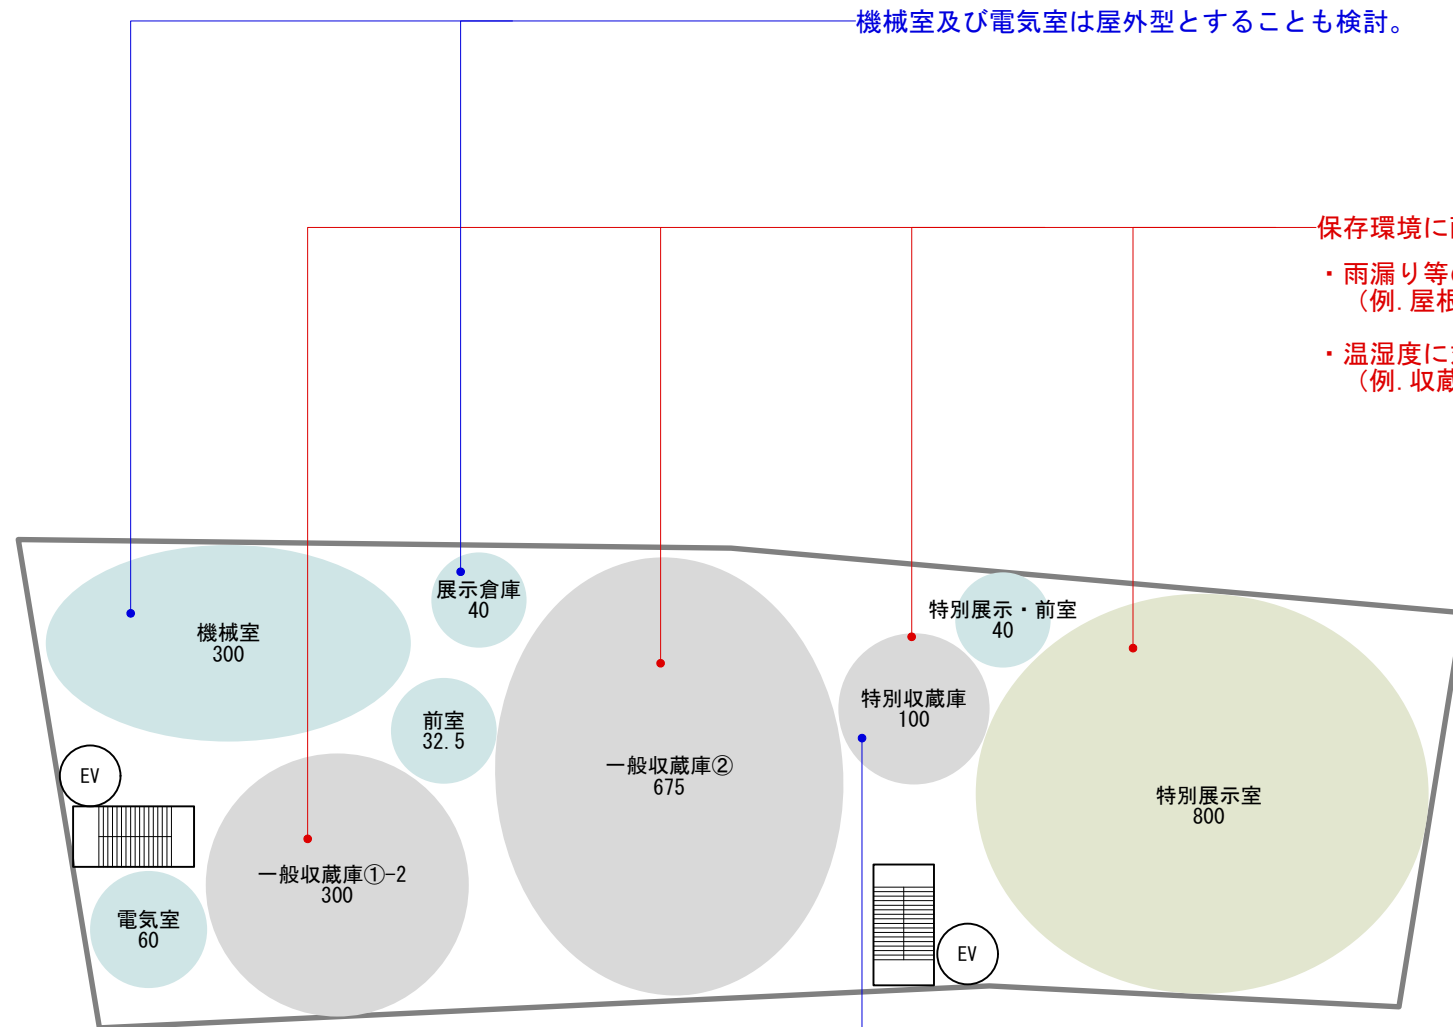 機械室及び電気室は屋外型とすることも検討。
保存環境に
・雨漏り等
（例.屋根
・温湿度に
（例.収蔵
展示倉庫
40
特別展示・前室
40
機械室
300
特別収蔵庫
100
前室
32.5
一般収蔵庫②
675
EV
特別展示室
800
一般収蔵庫①-2
300
電気室
60
EV